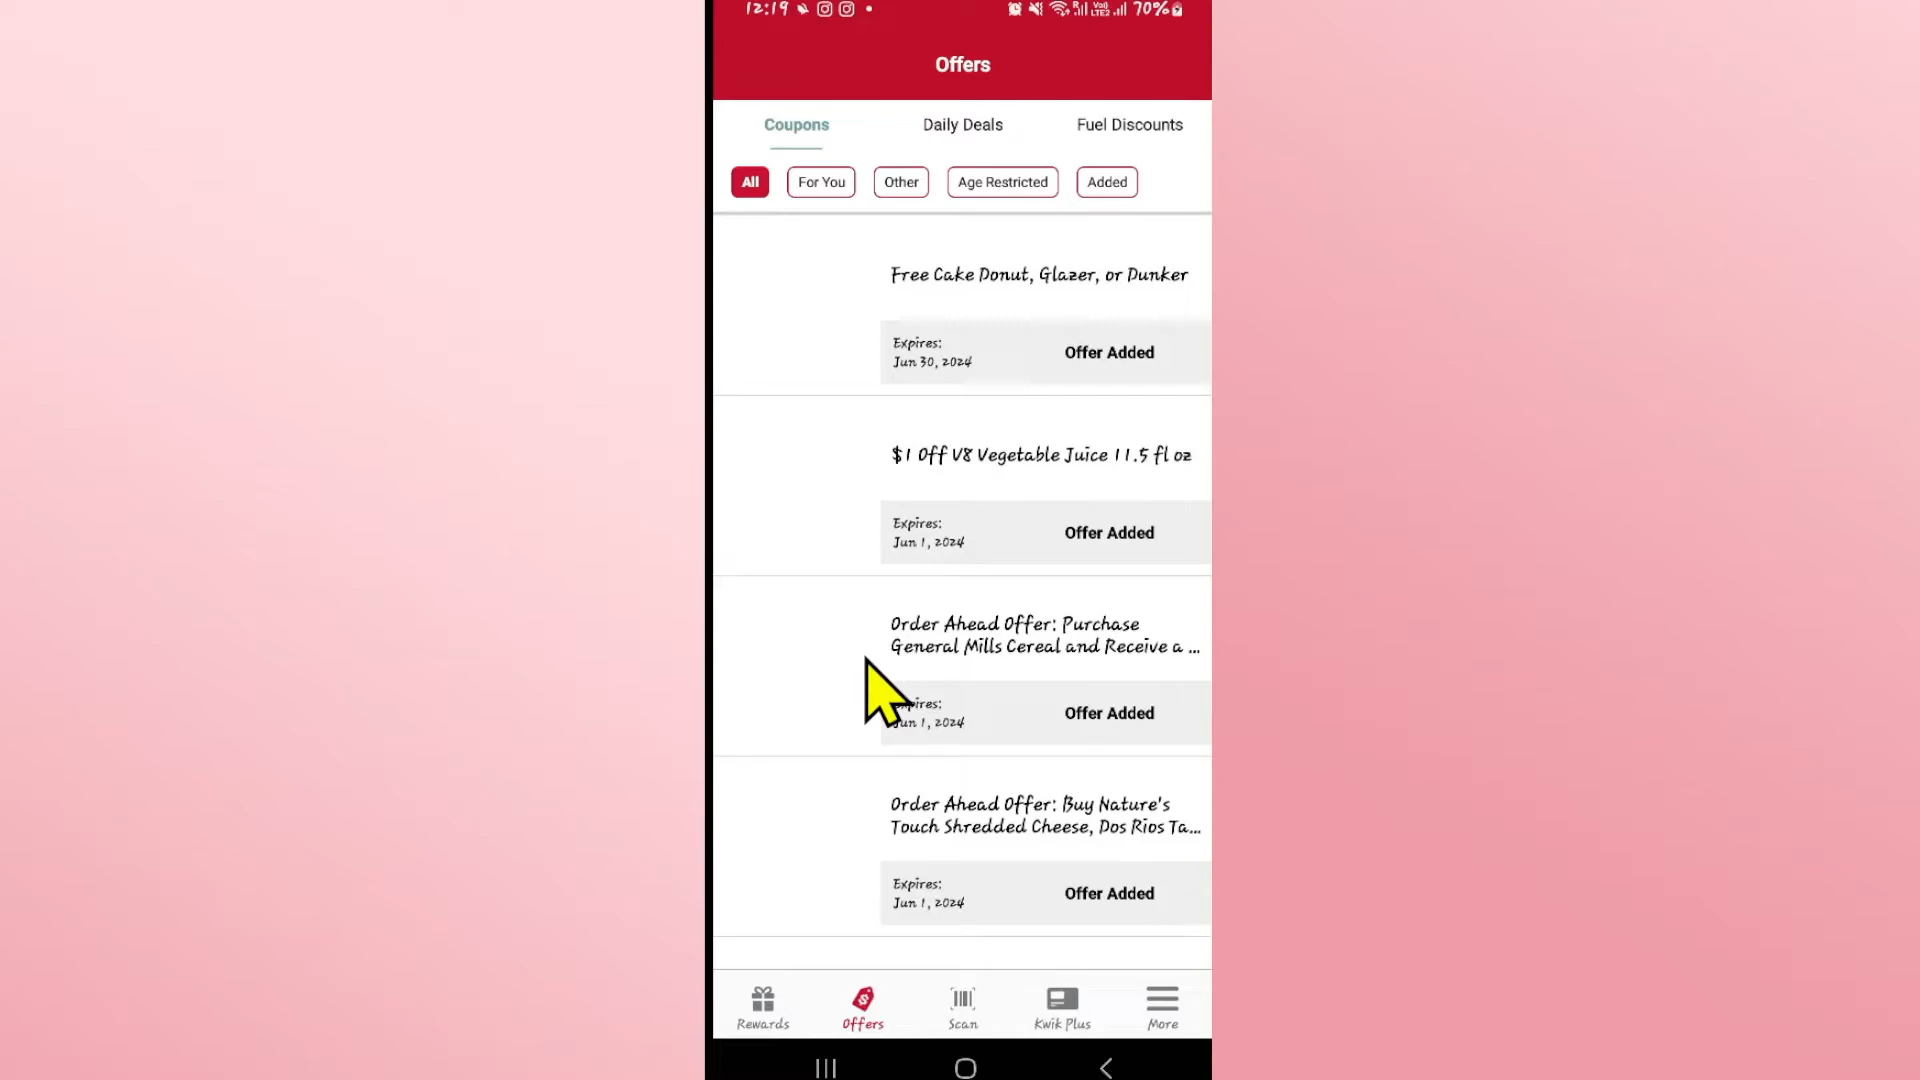 12:19 70%
Offers
Coupons Daily Deals Fuel Discounts
All For You Other Age Restricted Added
Free Cake Donut, Glazer, or Dunker
Expires:
Jun 30, 2024
Offer Added
$1 Off V8 Vegetable Juice 11.5 fl oz
Expires:
Jun 1, 2024
Offer Added
Order Ahead Offer: Purchase
General Mills Cereal and Receive a ...
Jun 1, 2024
Offer Added
Order Ahead Offer: Buy Nature's
Touch Shredded Cheese, Dos Rios Ta...
Expires:
Jun 1, 2024
Offer Added
Rewards Offers Scan Kwik Plus More